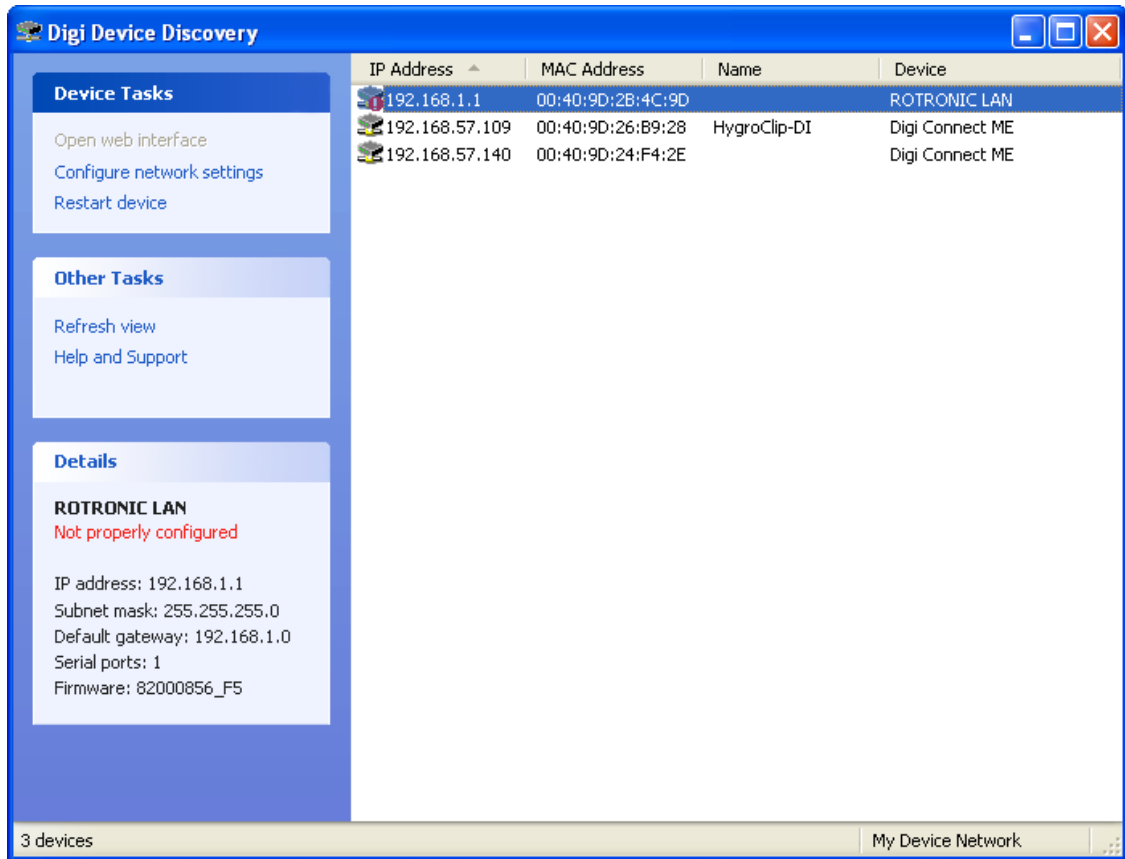 Digi Device Discovery
Device Tasks
Open web interface
Configure network settings
Restart device
Other Tasks
Refresh view
Help and Support
Details
ROTRONIC LAN
Not properly configured
IP address: 192.168.1.1
Subnet mask: 255.255.255.0
Default gateway: 192.168.1.0
Serial ports: 1
Firmware: 82000856_F5
IP Address MAC Address Name Device
192.168.1.1 00:40:9D:2B:4C:9D ROTRONIC LAN
192.168.57.109 00:40:9D:26:B9:28 HygroClip-DI Digi Connect ME
192.168.57.140 00:40:9D:24:F4:2E Digi Connect ME
3 devices My Device Network